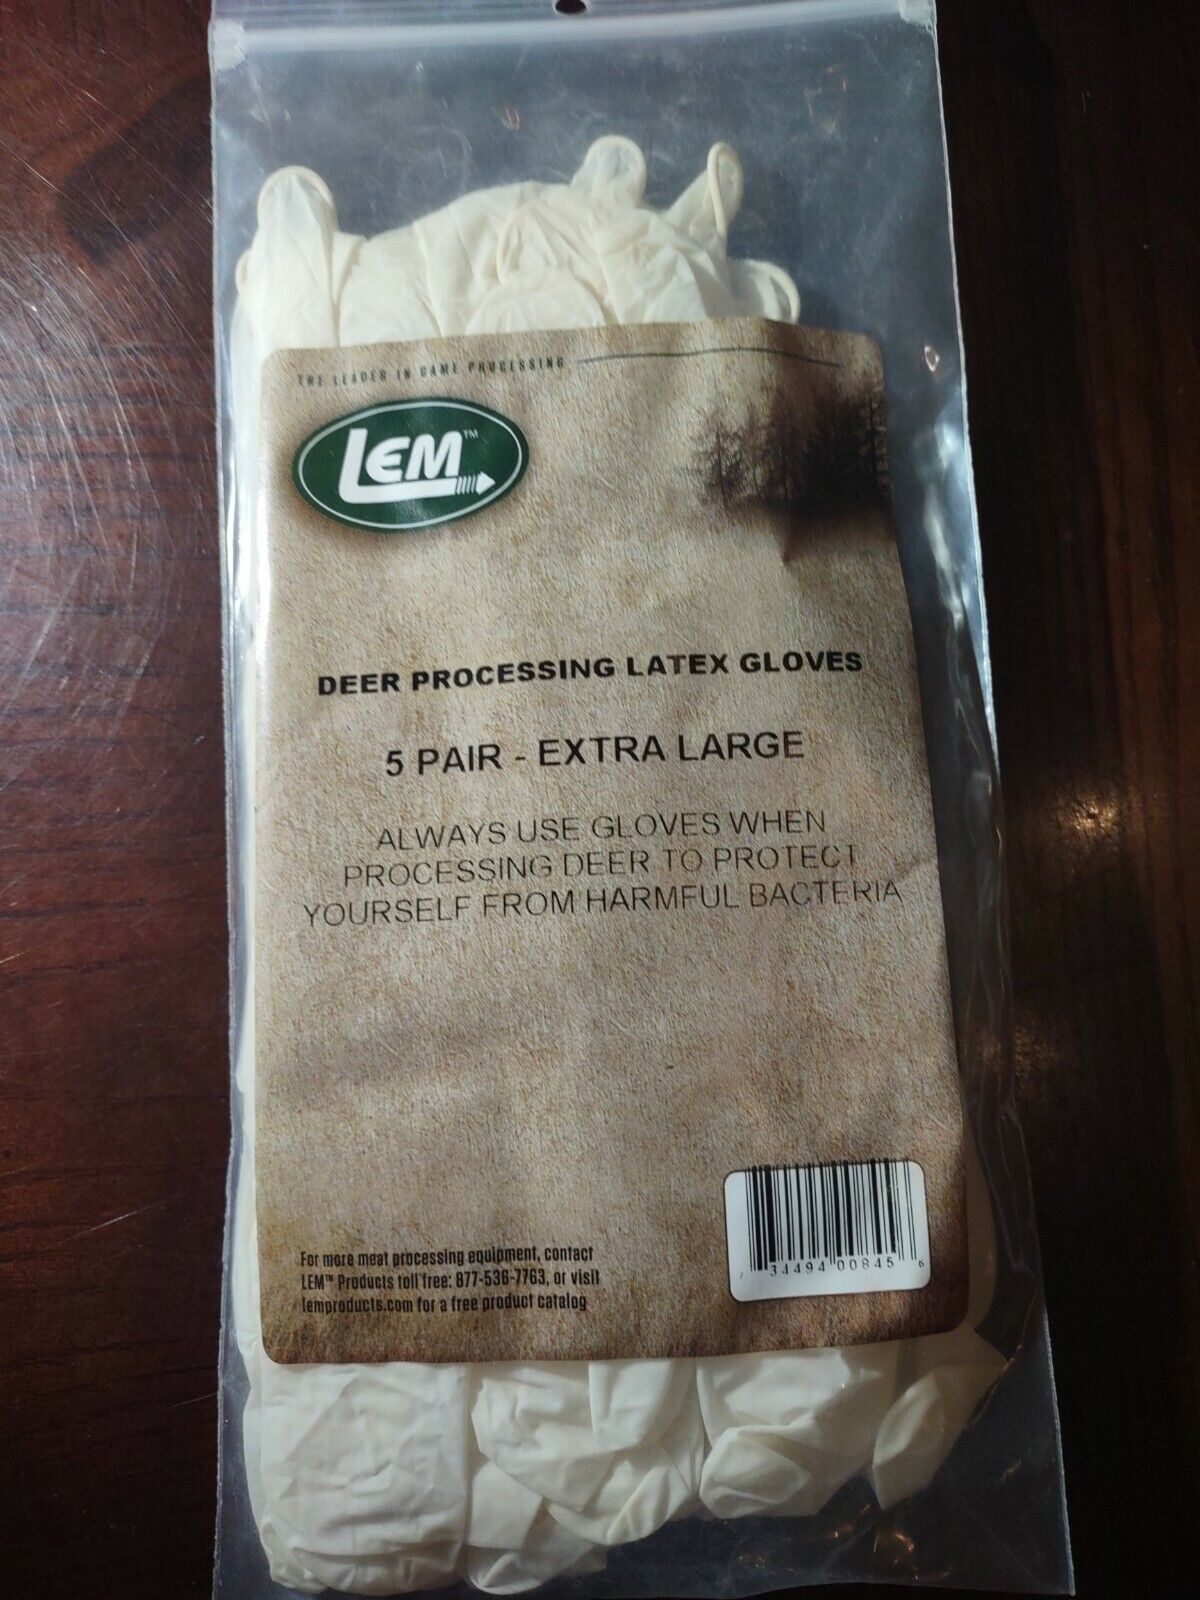 THE LEADER IN GAME PROCESSING
LEM™
DEER PROCESSING LATEX GLOVES
5 PAIR - EXTRA LARGE
ALWAYS USE GLOVES WHEN
PROCESSING DEER TO PROTECT
YOURSELF FROM HARMFUL BACTERIA
For more meat processing equipment, contact
LEM™ Products toll free: 877-536-7763, or visit
lemproducts.com for a free product catalog
7 34494 00845 6